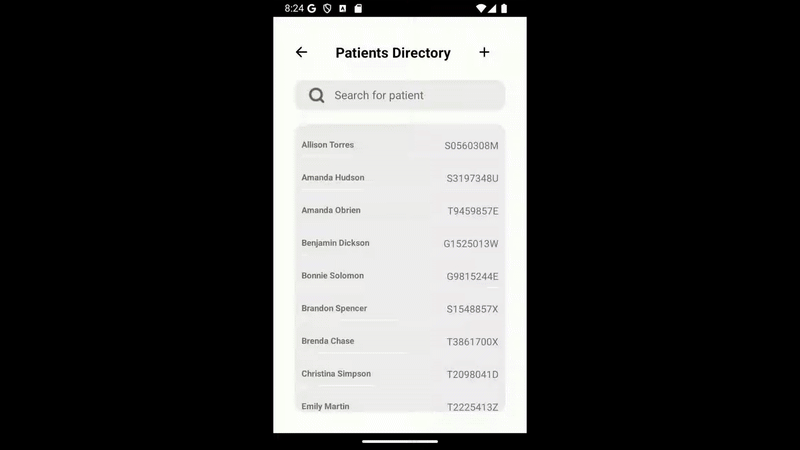 8:24
Patients Directory
Search for patient
Allison Torres S0560308M
Amanda Hudson S3197348U
Amanda Obrien T9459857E
Benjamin Dickson G1525013W
Bonnie Solomon G9815244E
Brandon Spencer S1548857X
Brenda Chase T3861700X
Christina Simpson T2098041D
Emily Martin T2225413Z